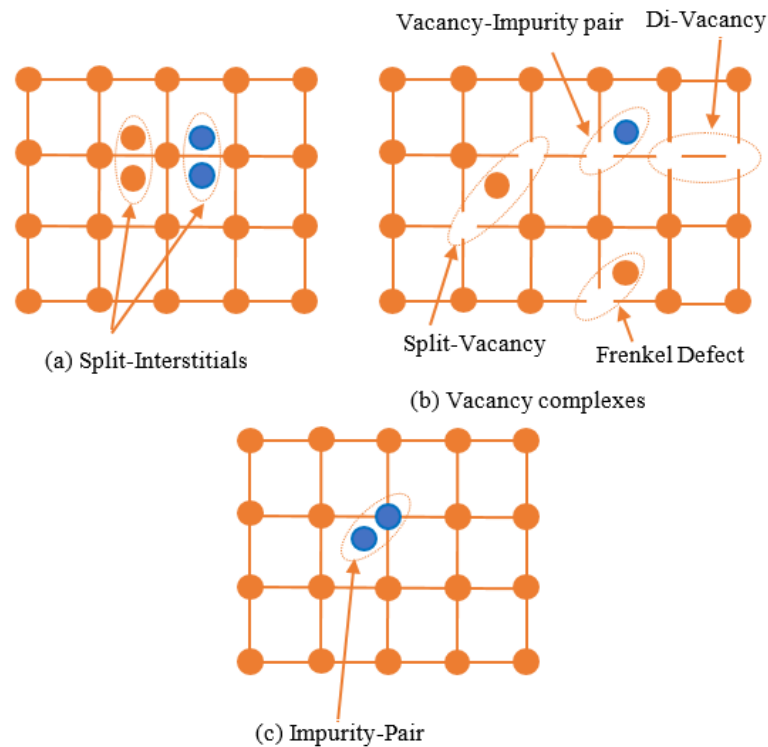 Vacancy-Impurity pair
Di-Vacancy
Split-Vacancy
Frenkel Defect
(a) Split-Interstitials
(b) Vacancy complexes
(c) Impurity-Pair